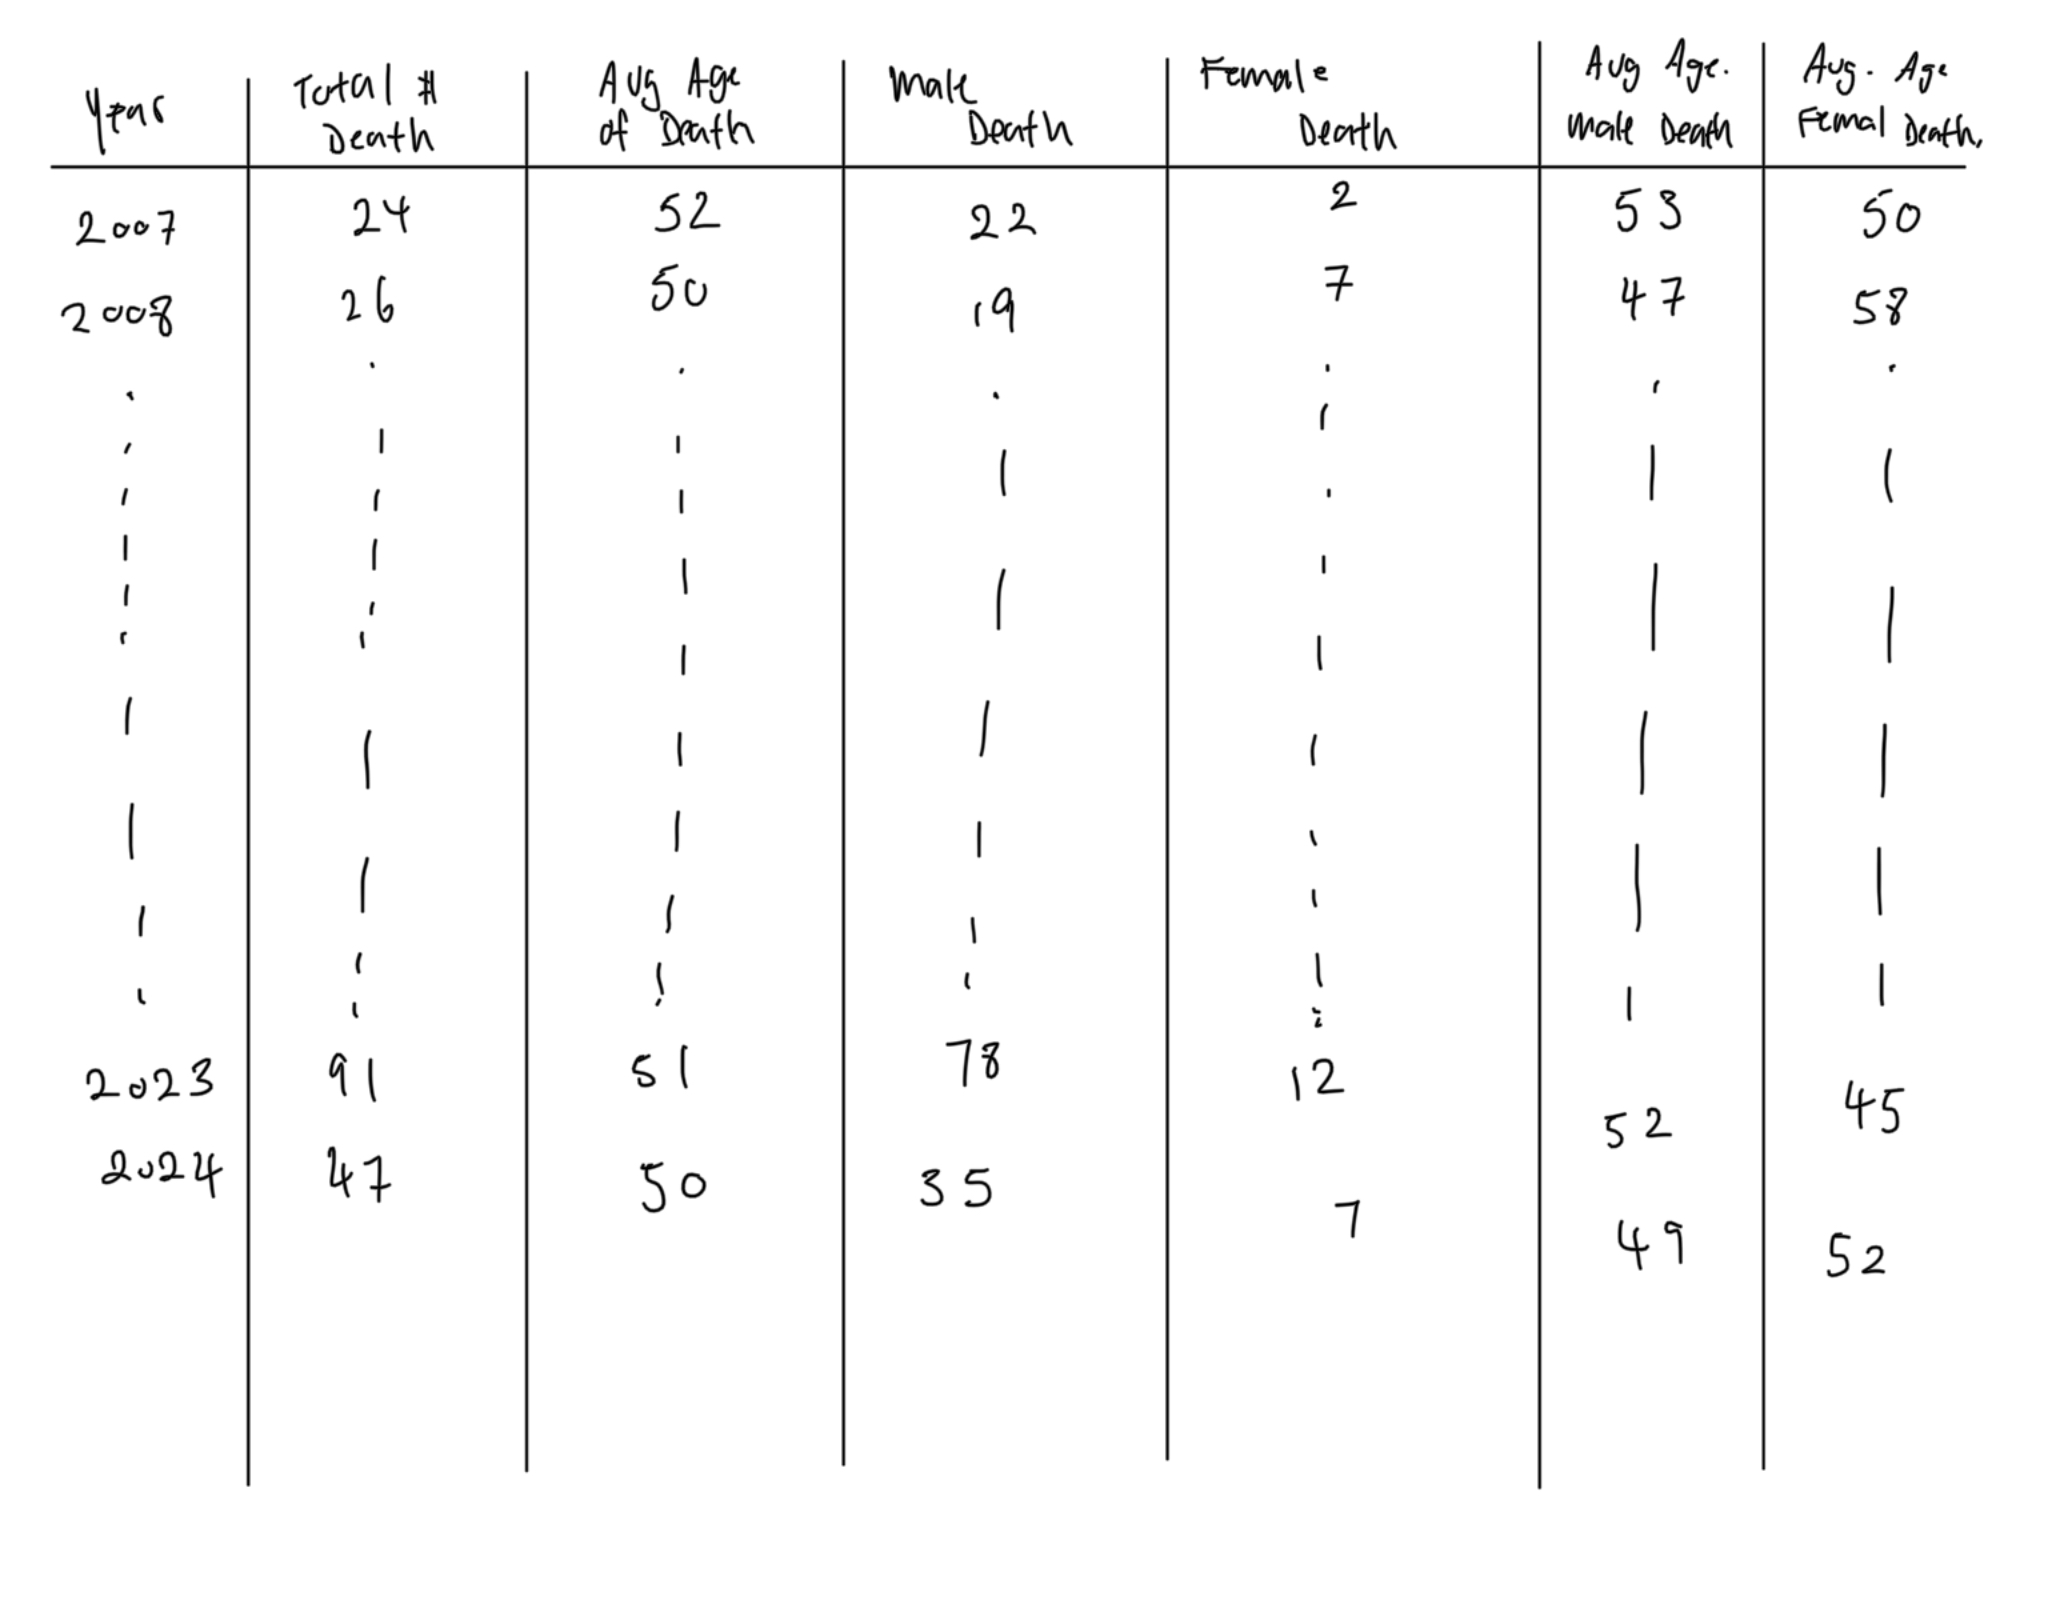 Year Total # Death Avg Age of Death Male Death Female Death Avg Age. Male Death Avg. Age Femal Death.
2007 24 52 22 2 53 50
2008 26 50 19 7 47 58
2023 91 51 78 12 52 45
2024 47 50 35 7 49 52